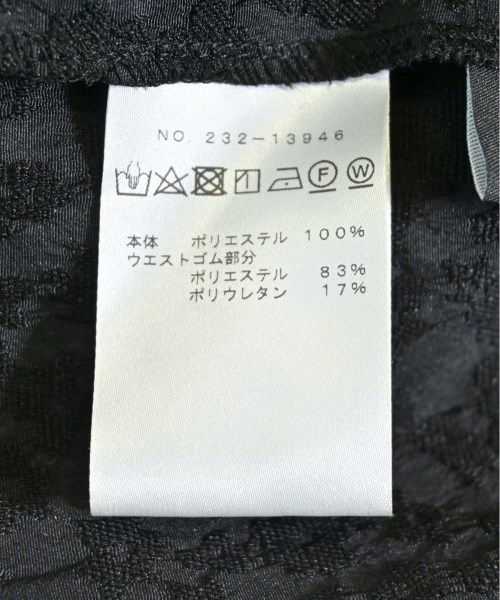 NO. 232-13946
F W
本体 ポリエステル 100%
ウエストゴム部分
ポリエステル 83%
ポリウレタン 17%